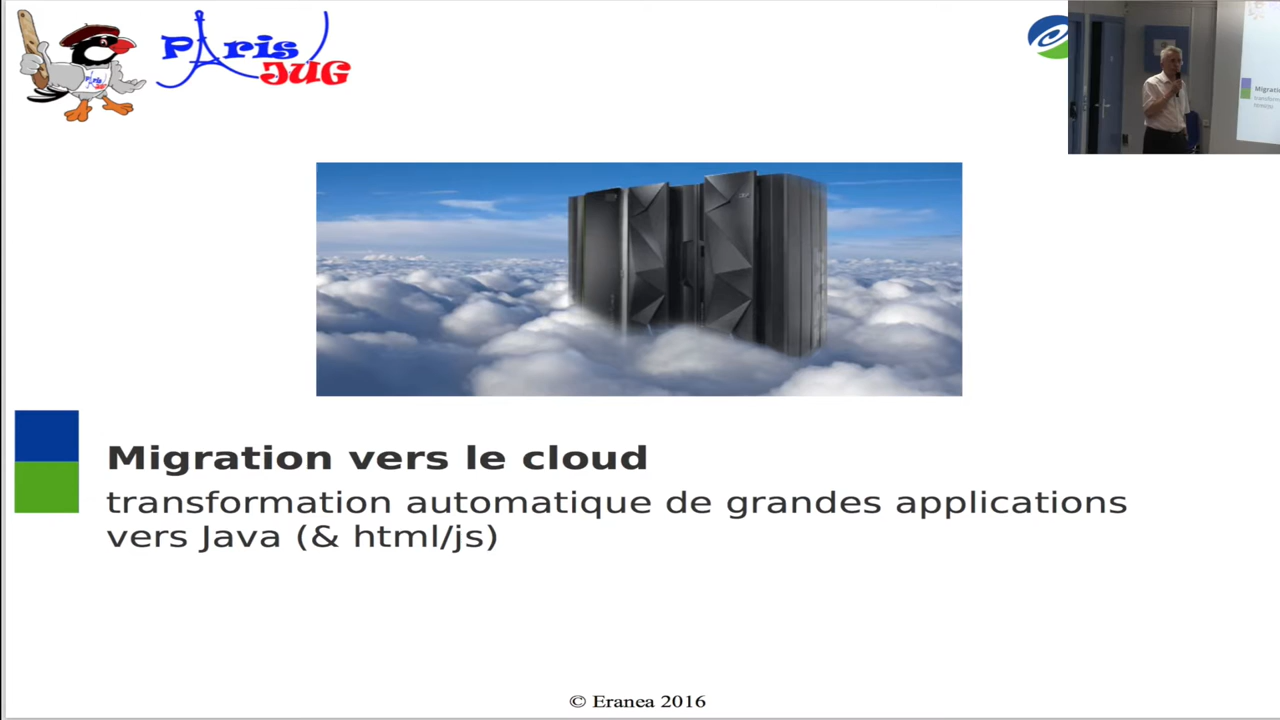 Paris
JUG
Migration vers le cloud
transformation automatique de grandes applications
vers Java (& html/js)
© Eranea 2016